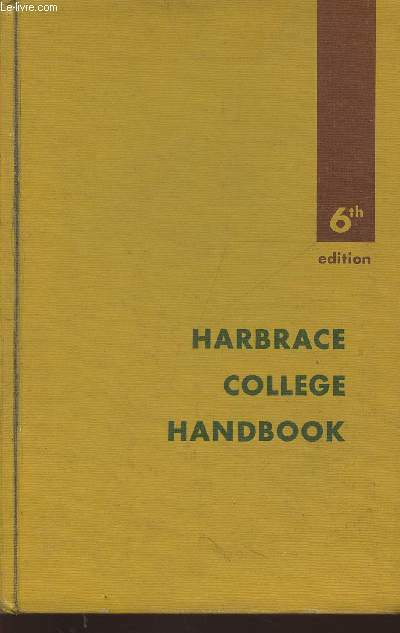 Le-livre.com
6th
edition
HARBRACE
COLLEGE
HANDBOOK